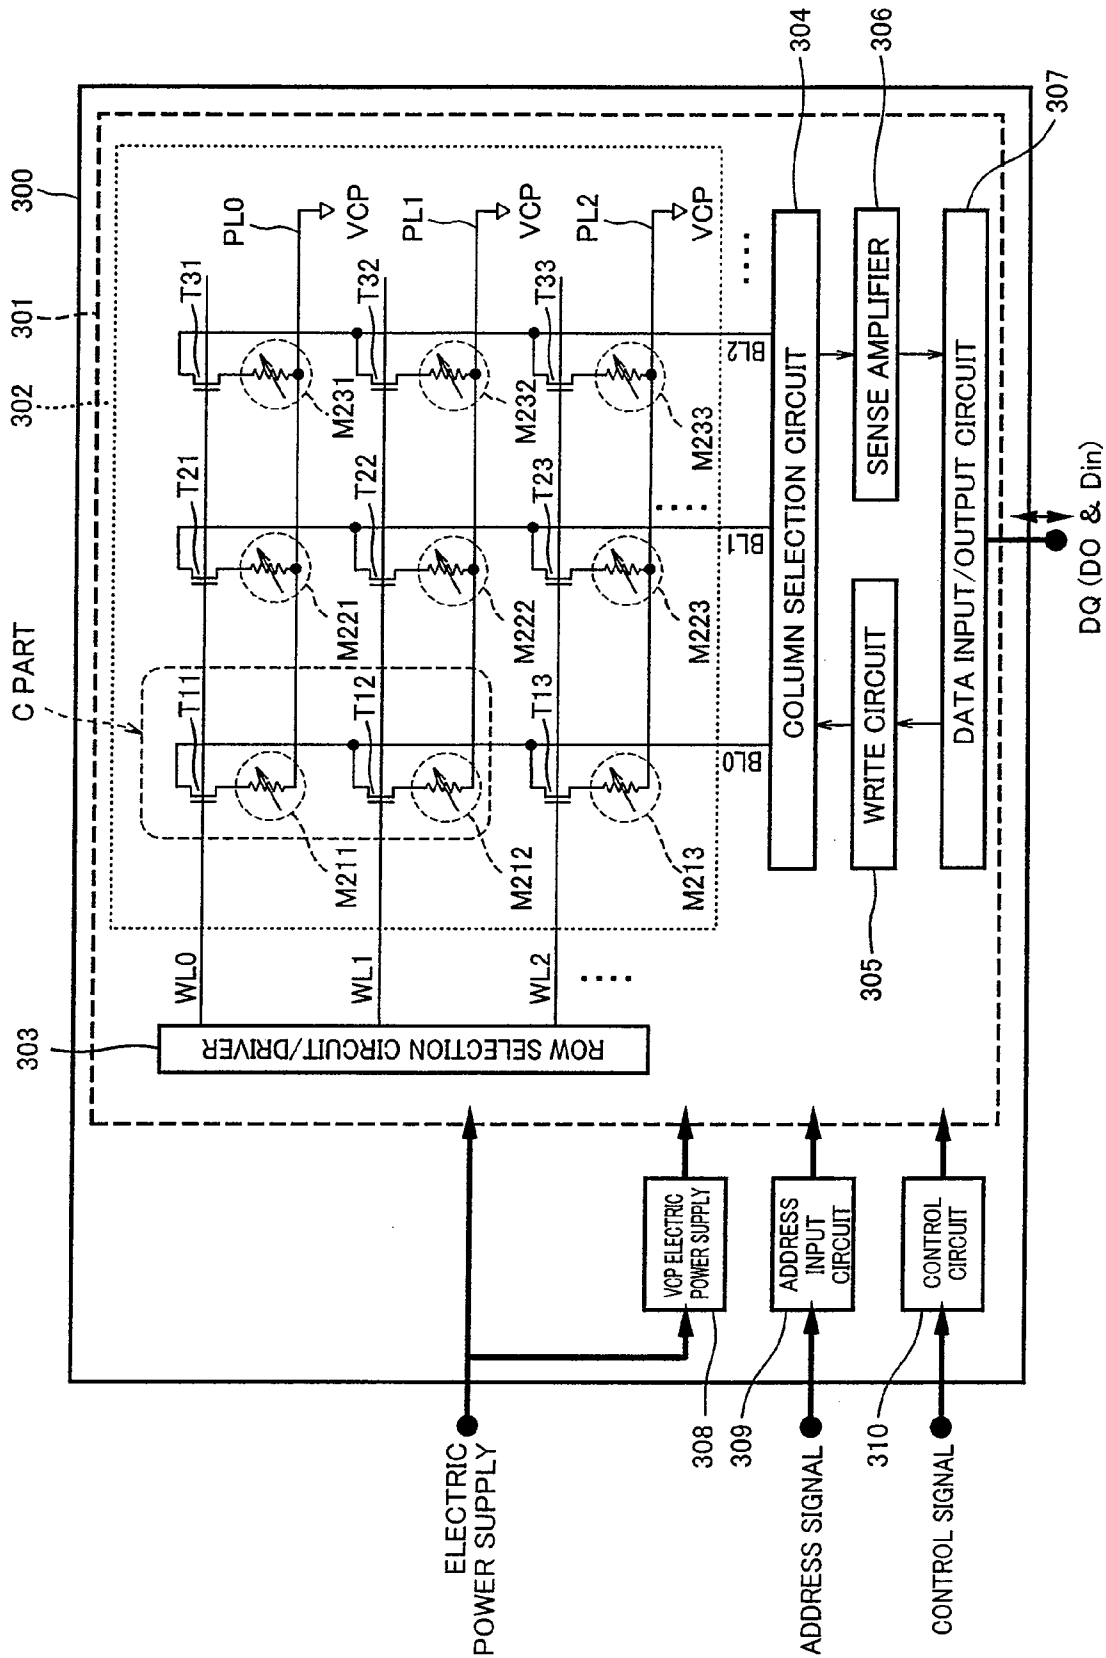 300
301
302
C PART
303
ROW SELECTION CIRCUIT/DRIVER
WL0
WL1
WL2
T11
T21
T31
PL0
VCP
M211
M221
M231
T12
T22
T32
PL1
VCP
M212
M222
M232
T13
T23
T33
PL2
VCP
M213
M223
M233
BL0
BL1
BL2
COLUMN SELECTION CIRCUIT
304
WRITE CIRCUIT
305
SENSE AMPLIFIER
306
DATA INPUT/OUTPUT CIRCUIT
307
DQ (DO & Din)
ELECTRIC
POWER SUPPLY
VCP ELECTRIC
POWER SUPPLY
308
ADDRESS
INPUT
CIRCUIT
309
ADDRESS SIGNAL
CONTROL
CIRCUIT
310
CONTROL SIGNAL